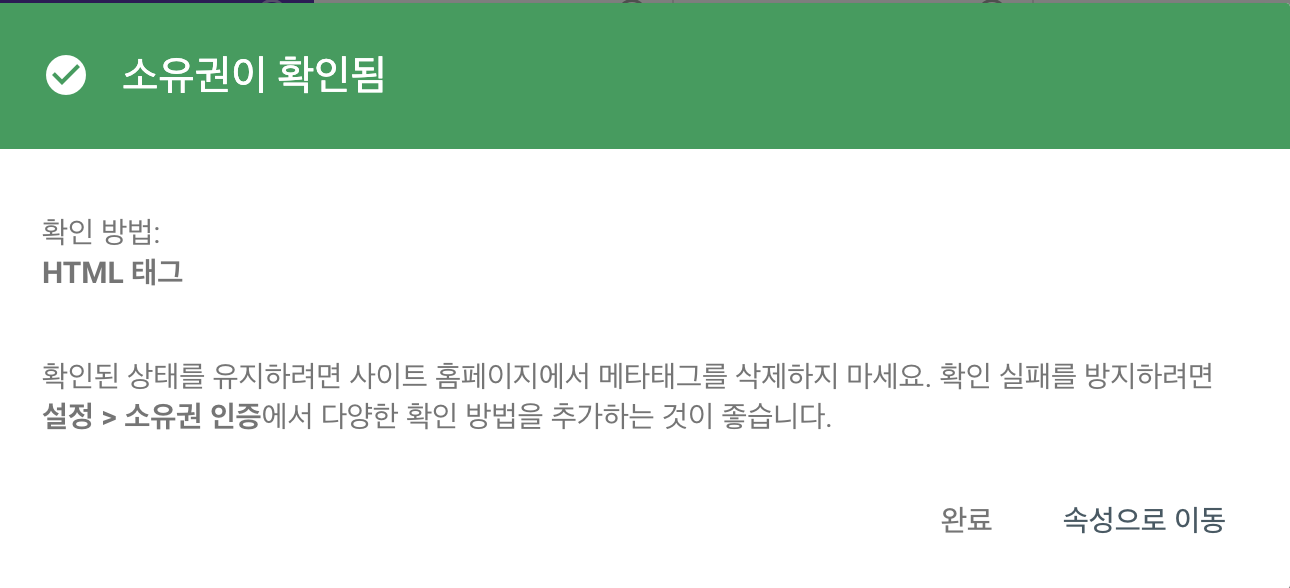 소유권이 확인됨
확인 방법:
HTML 태그
확인된 상태를 유지하려면 사이트 홈페이지에서 메타태그를 삭제하지 마세요. 확인 실패를 방지하려면
설정 > 소유권 인증에서 다양한 확인 방법을 추가하는 것이 좋습니다.
완료 속성으로 이동